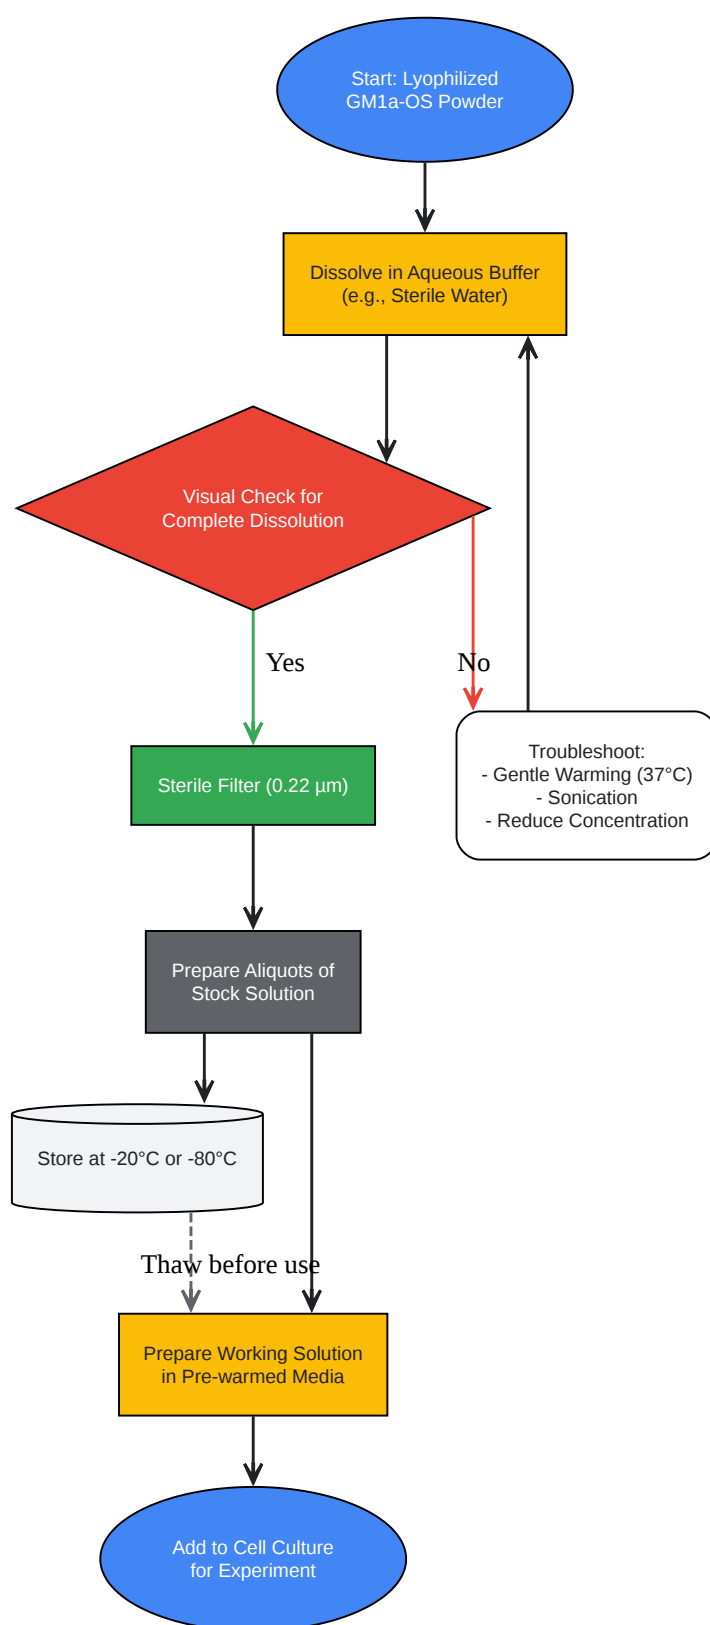 Start: Lyophilized
GM1a-OS Powder
Dissolve in Aqueous Buffer
(e.g., Sterile Water)
Visual Check for
Complete Dissolution
Yes
No
Troubleshoot:
- Gentle Warming (37°C)
- Sonication
- Reduce Concentration
Sterile Filter (0.22 µm)
Prepare Aliquots of
Stock Solution
Store at -20°C or -80°C
Thaw before use
Prepare Working Solution
in Pre-warmed Media
Add to Cell Culture
for Experiment